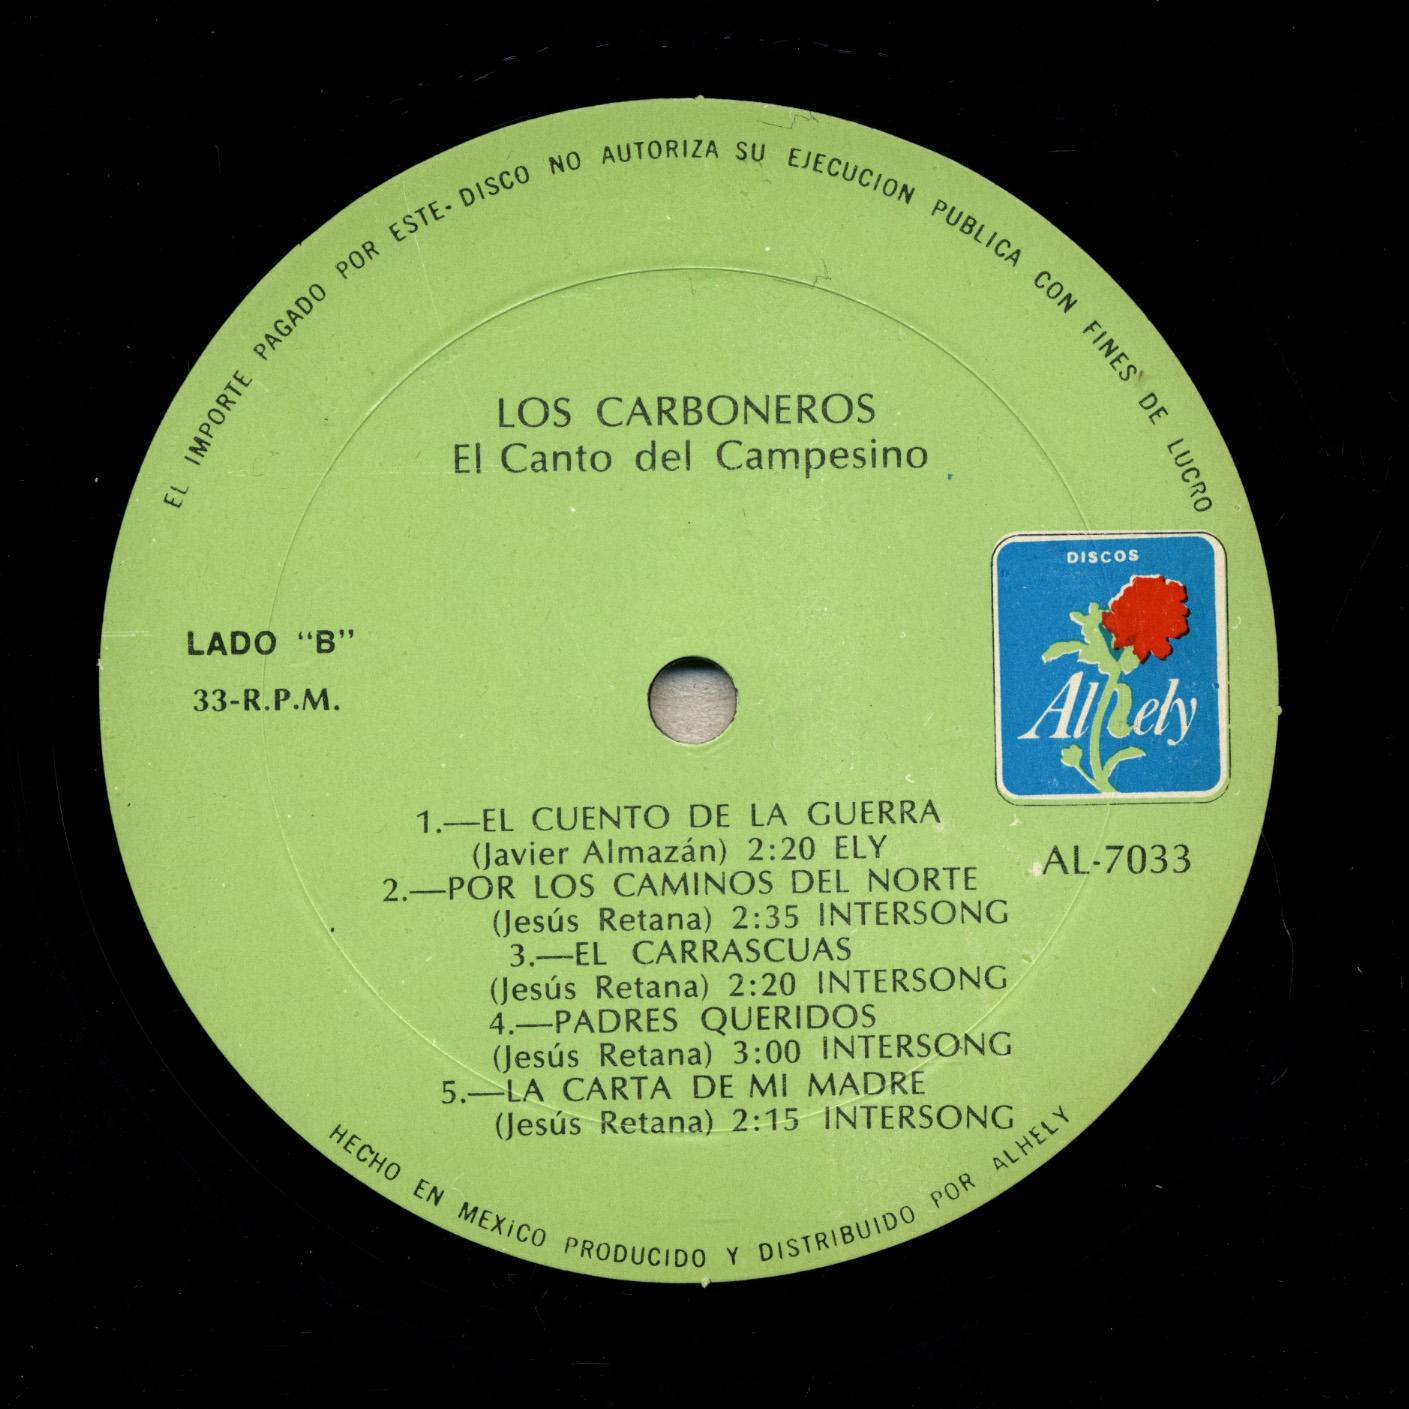 EL IMPORTE PAGADO POR ESTE- DISCO NO AUTORIZA SU EJECUCION PUBLICA CON FINES DE LUCRO
LOS CARBONEROS
El Canto del Campesino
DISCOS
Alhely
LADO "B"
33-R.P.M.
AL-7033
1.—EL CUENTO DE LA GUERRA
(Javier Almazán) 2:20 ELY
2.—POR LOS CAMINOS DEL NORTE
(Jesús Retana) 2:35 INTERSONG
3.—EL CARRASCUAS
(Jesús Retana) 2:20 INTERSONG
4.—PADRES QUERIDOS
(Jesús Retana) 3:00 INTERSONG
5.—LA CARTA DE MI MADRE
(Jesús Retana) 2:15 INTERSONG
HECHO EN MEXiCO PRODUCIDO Y DISTRIBUIDO POR ALHELY